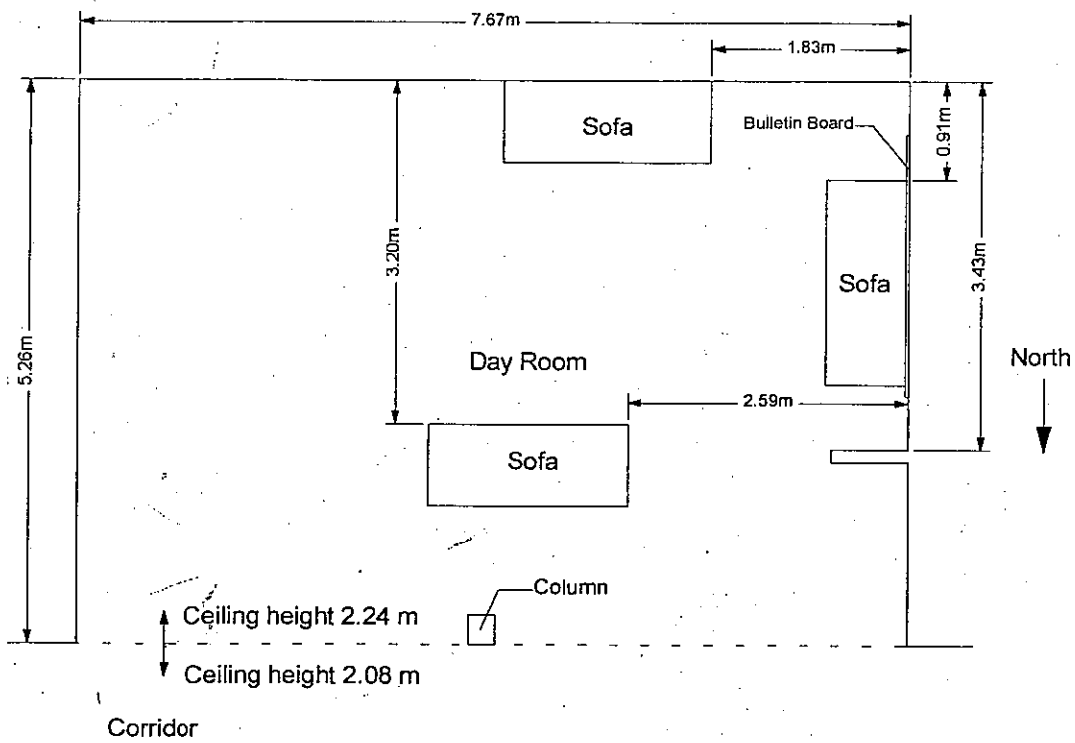 7.67m
1.83m
Sofa
Bulletin Board
0.91m
3.20m
Sofa
3.43m
5.26m
Day Room
North
2.59m
Sofa
Column
Ceiling height 2.24 m
Ceiling height 2.08 m
Corridor